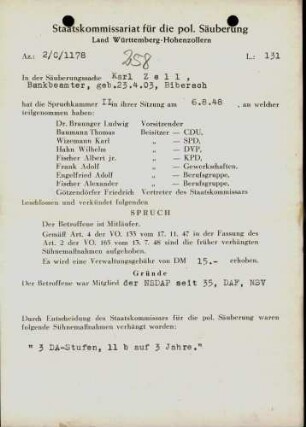 Staatskommissariat für die pol. Säuberung
Land Württemberg-Hohenzollern
Az.: 2/C/1178
258
L.: 131
In der Säuberungssache Karl Zell,
Bankbeamter, geb.23.4.03, Biberach
hat die Spruchkammer II in ihrer Sitzung am 6.8.48, an welcher
teilgenommen haben:
Dr. Braunger Ludwig Vorsitzender
Baumann Thomas Beisitzer — CDU,
Wizemann Karl „ — SPD,
Hahn Wilhelm „ — DVP,
Fischer Albert jr. „ — KPD,
Frank Adolf „ — Gewerkschaften.
Engelfried Adolf „ — Berufsgruppe,
Fischer Alexander „ — Berufsgruppe,
Götzendörfer Friedrich Vertreter des Staatskommissars
beschlossen und verkündet folgenden
SPRUCH
Der Betroffene ist Mitläufer.
Gemäß Art. 4 der VO. 133 vom 17. 11. 47 in der Fassung des
Art. 2 der VO. 165 vom 13. 7. 48 sind die früher verhängten
Sühnemaßnahmen aufgehoben.
Es wird eine Verwaltungsgebühr von DM 15.— erhoben.
Gründe
Der Betroffene war Mitglied der NSDAP seit 35, DAF, NSV
Durch Entscheidung des Staatskommissars für die pol. Säuberung waren
folgende Sühnemaßnahmen verhängt worden:
" 3 DA-Stufen, 11 b auf 3 Jahre."